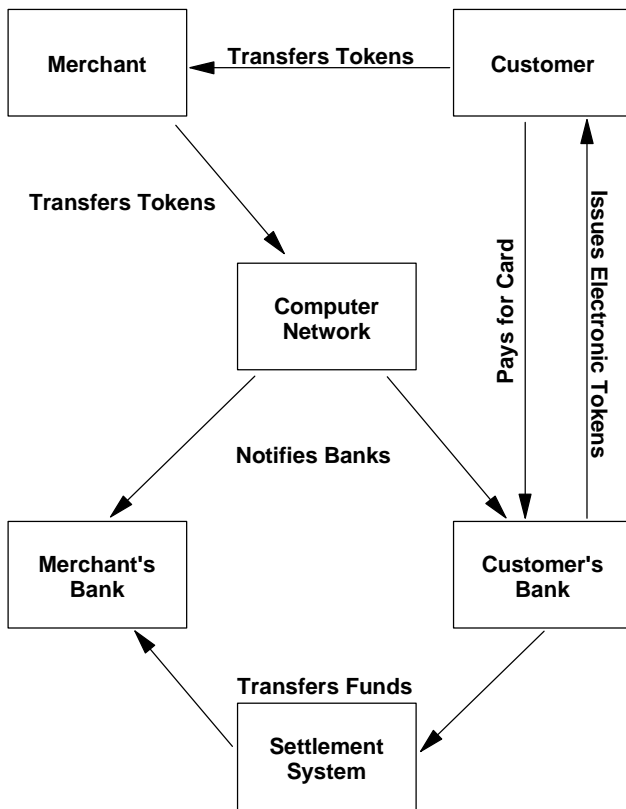 Merchant
Transfers Tokens
Customer
Transfers Tokens
Computer
Network
Pays for Card
Issues Electronic Tokens
Notifies Banks
Merchant's
Bank
Customer's
Bank
Transfers Funds
Settlement
System